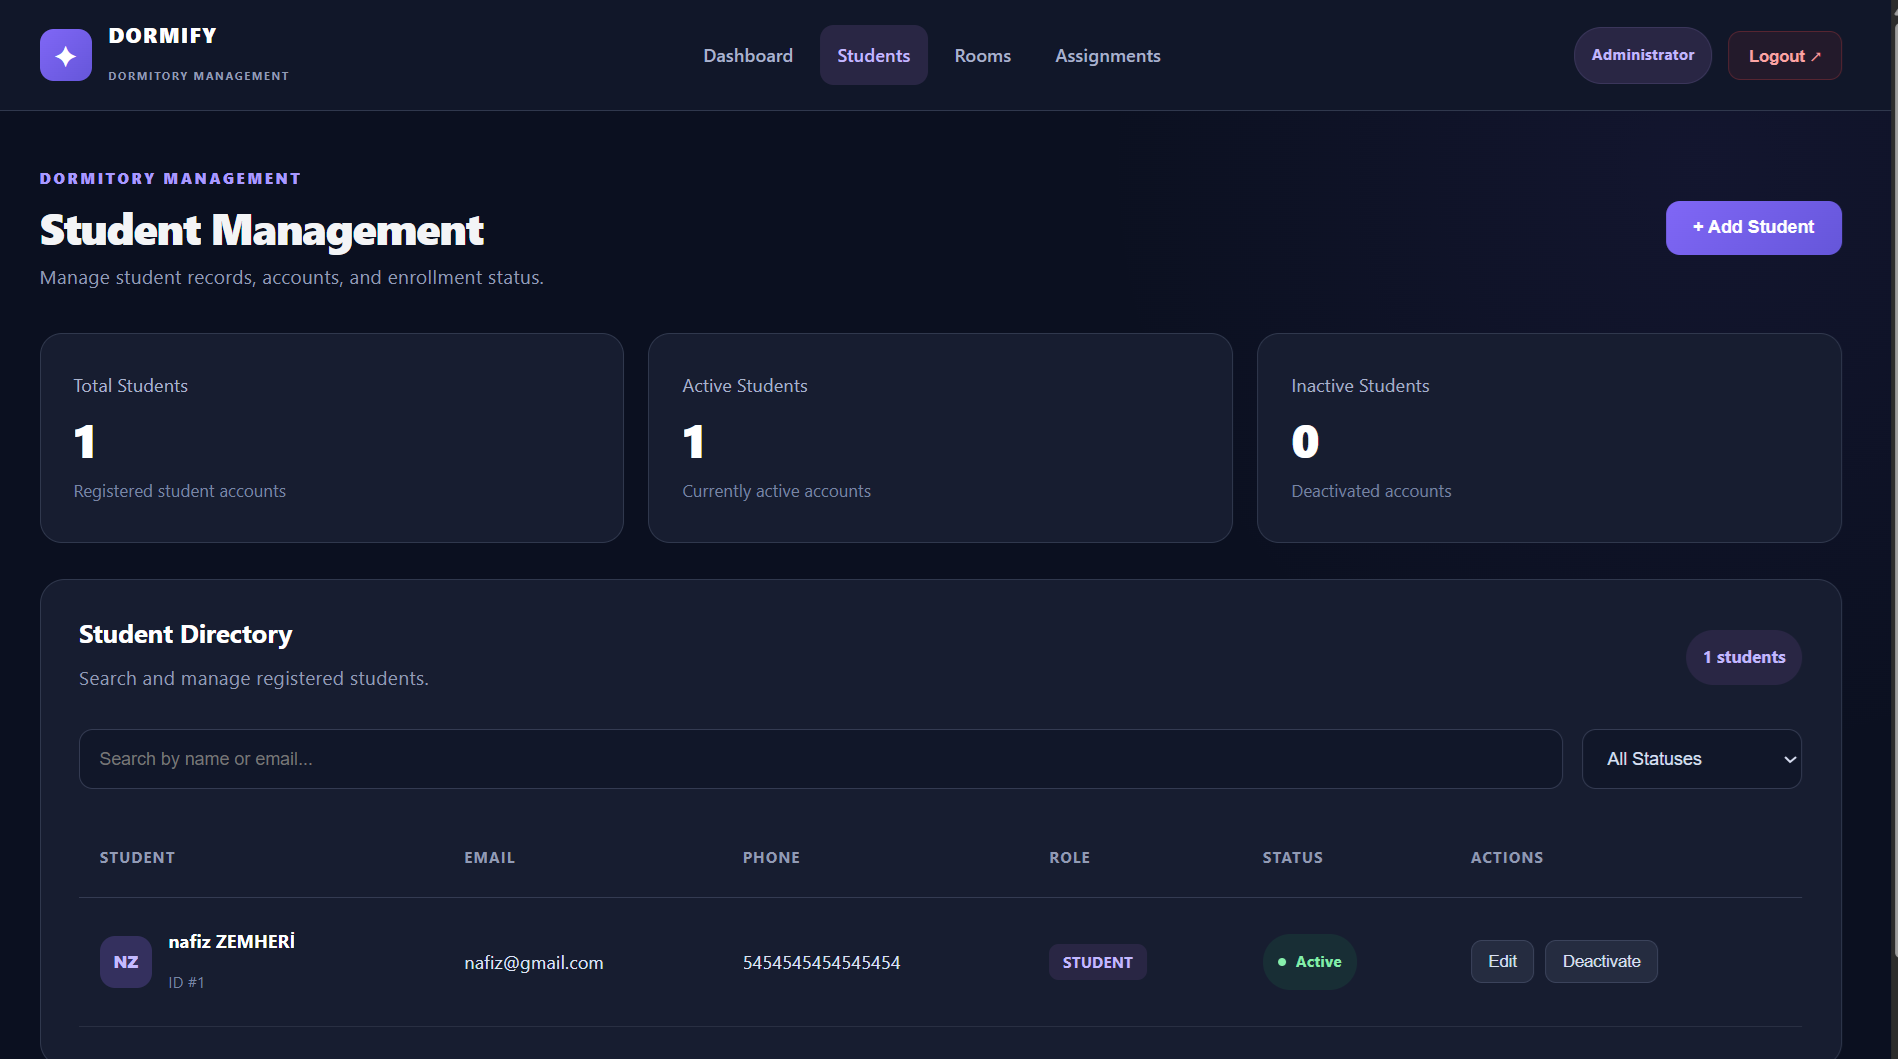 DORMIFY
DORMITORY MANAGEMENT
Dashboard
Students
Rooms
Assignments
Administrator
Logout ↗
DORMITORY MANAGEMENT
Student Management
Manage student records, accounts, and enrollment status.
+ Add Student
Total Students
1
Registered student accounts
Active Students
1
Currently active accounts
Inactive Students
0
Deactivated accounts
Student Directory
Search and manage registered students.
1 students
Search by name or email...
All Statuses
STUDENT
EMAIL
PHONE
ROLE
STATUS
ACTIONS
NZ
nafiz ZEMHERİ
ID #1
nafiz@gmail.com
5454545454545454
STUDENT
Active
Edit
Deactivate